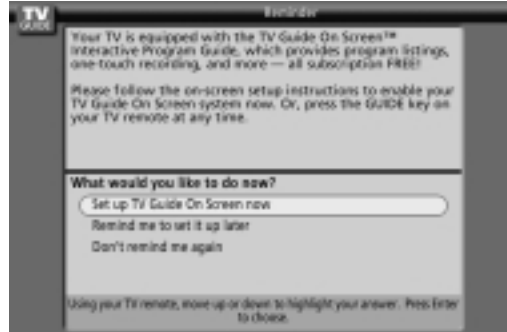 TV
GUIDE
Reminder
Your TV is equipped with the TV Guide On Screen™
Interactive Program Guide, which provides program listings,
one-touch recording, and more — all subscription FREE!
Please follow the on-screen setup instructions to enable your
TV Guide On Screen system now. Or, press the GUIDE key on
your TV remote at any time.
What would you like to do now?
Set up TV Guide On Screen now
Remind me to set it up later
Don't remind me again
Using your TV remote, move up or down to highlight your answer. Press Enter
to choose.